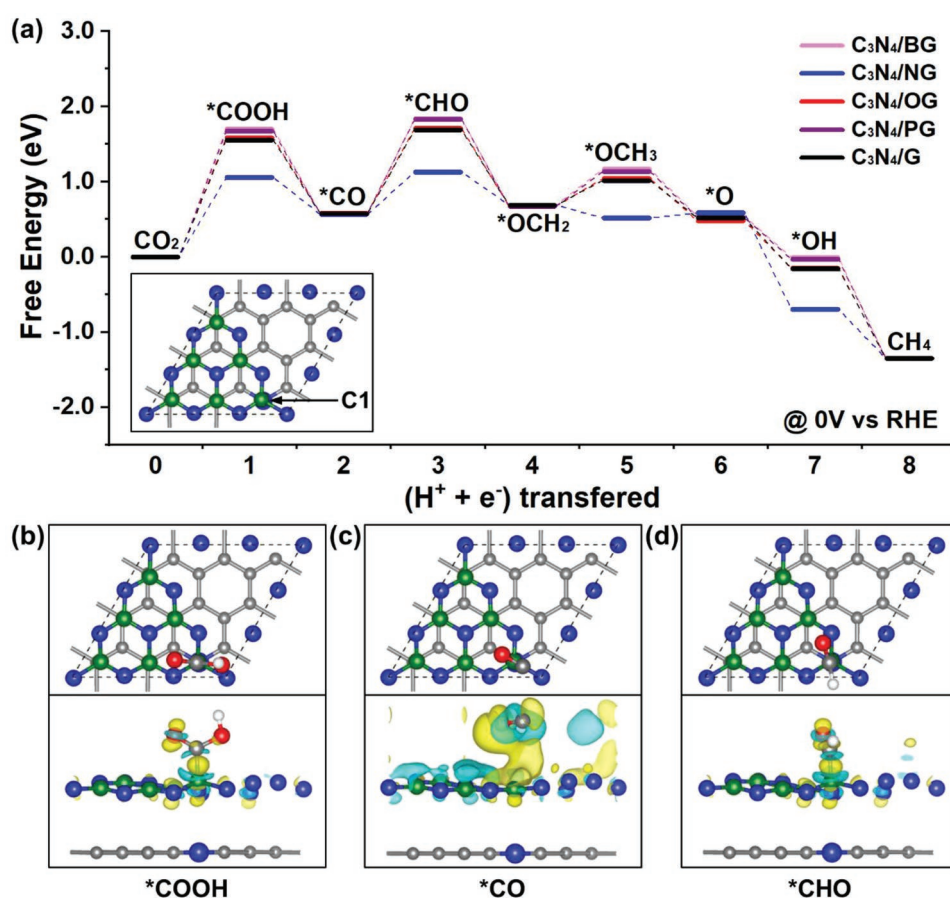 (a)
3.0
2.0
1.0
0.0
-1.0
-2.0
Free Energy (eV)
C₃N₄/BG
C₃N₄/NG
C₃N₄/OG
C₃N₄/PG
C₃N₄/G
*COOH
*CHO
*OCH₃
*CO
*O
CO₂
*OCH₂
*OH
CH₄
C1
@ 0V vs RHE
0 1 2 3 4 5 6 7 8
(H⁺ + e⁻) transfered
(b)
(c)
(d)
*COOH
*CO
*CHO